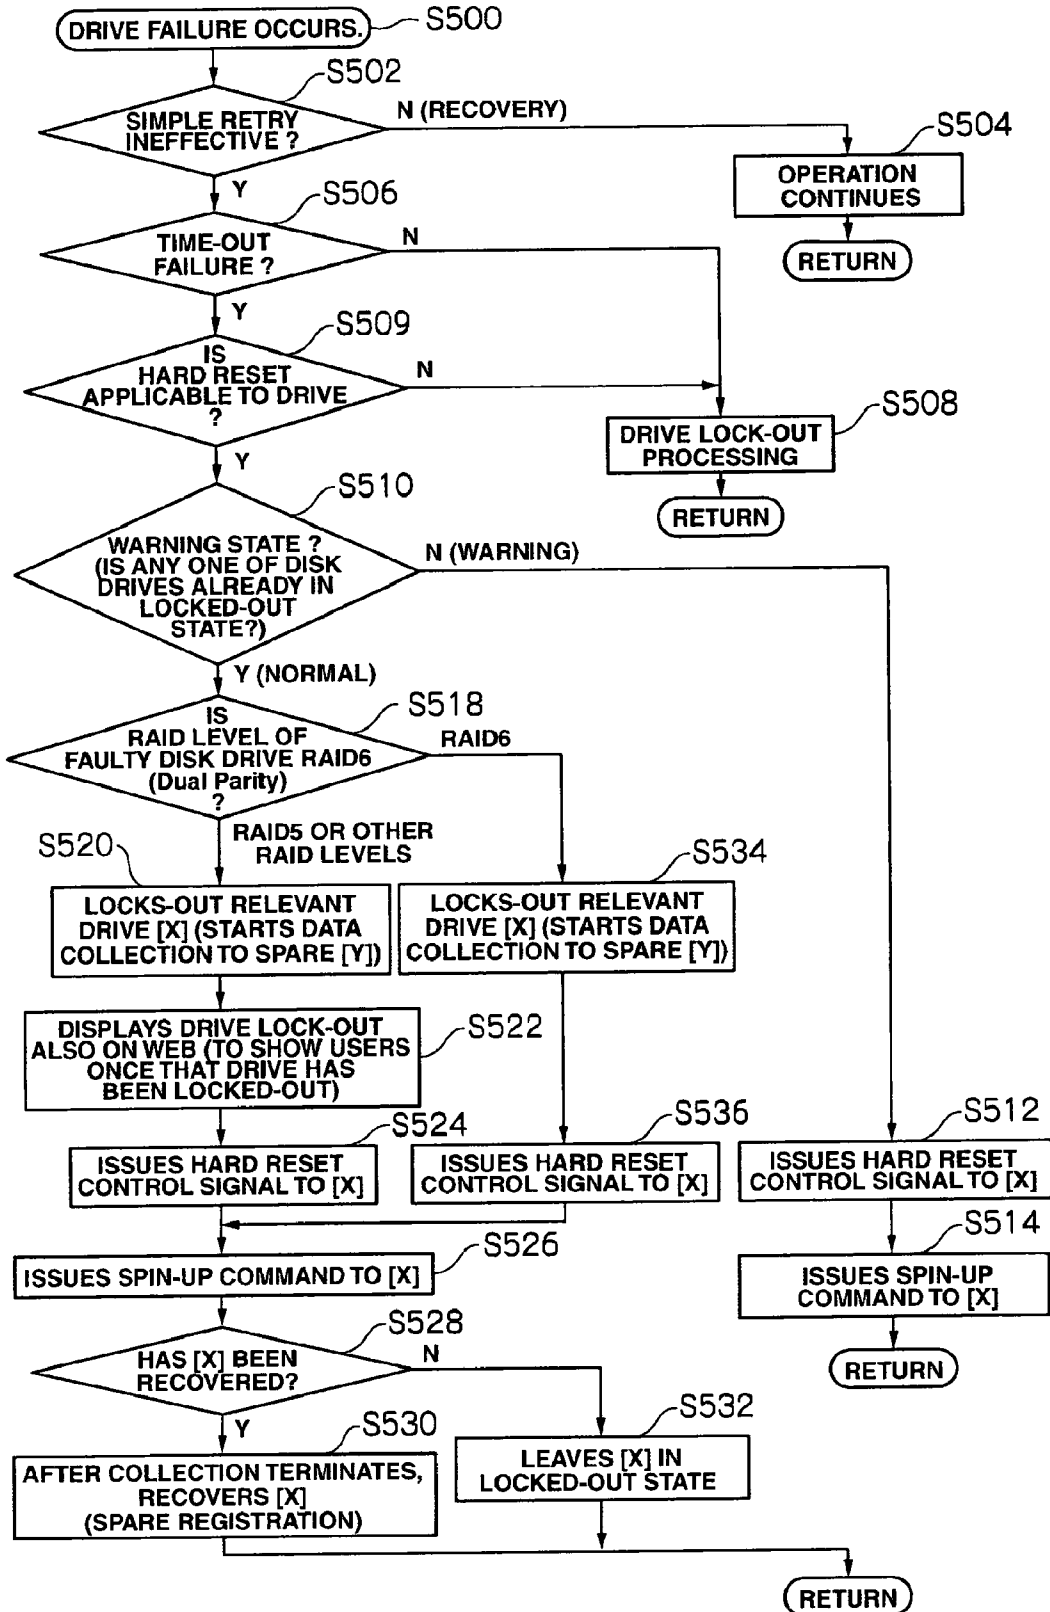 DRIVE FAILURE OCCURS.
S500
S502
SIMPLE RETRY
INEFFECTIVE ?
N (RECOVERY)
S504
OPERATION
CONTINUES
RETURN
Y
S506
TIME-OUT
FAILURE ?
N
Y
S509
IS
HARD RESET
APPLICABLE TO DRIVE
?
N
S508
DRIVE LOCK-OUT
PROCESSING
RETURN
Y
S510
WARNING STATE ?
(IS ANY ONE OF DISK
DRIVES ALREADY IN
LOCKED-OUT
STATE?)
N (WARNING)
Y (NORMAL)
S518
IS
RAID LEVEL OF
FAULTY DISK DRIVE RAID6
(Dual Parity)
?
RAID6
RAID5 OR OTHER
RAID LEVELS
S520
LOCKS-OUT RELEVANT
DRIVE [X] (STARTS DATA
COLLECTION TO SPARE [Y])
S534
LOCKS-OUT RELEVANT
DRIVE [X] (STARTS DATA
COLLECTION TO SPARE [Y])
DISPLAYS DRIVE LOCK-OUT
ALSO ON WEB (TO SHOW USERS
ONCE THAT DRIVE HAS
BEEN LOCKED-OUT)
S522
S524
ISSUES HARD RESET
CONTROL SIGNAL TO [X]
S536
ISSUES HARD RESET
CONTROL SIGNAL TO [X]
S512
ISSUES HARD RESET
CONTROL SIGNAL TO [X]
S526
ISSUES SPIN-UP COMMAND TO [X]
S514
ISSUES SPIN-UP
COMMAND TO [X]
RETURN
S528
HAS [X] BEEN
RECOVERED?
N
Y
S530
AFTER COLLECTION TERMINATES,
RECOVERS [X]
(SPARE REGISTRATION)
S532
LEAVES [X] IN
LOCKED-OUT STATE
RETURN